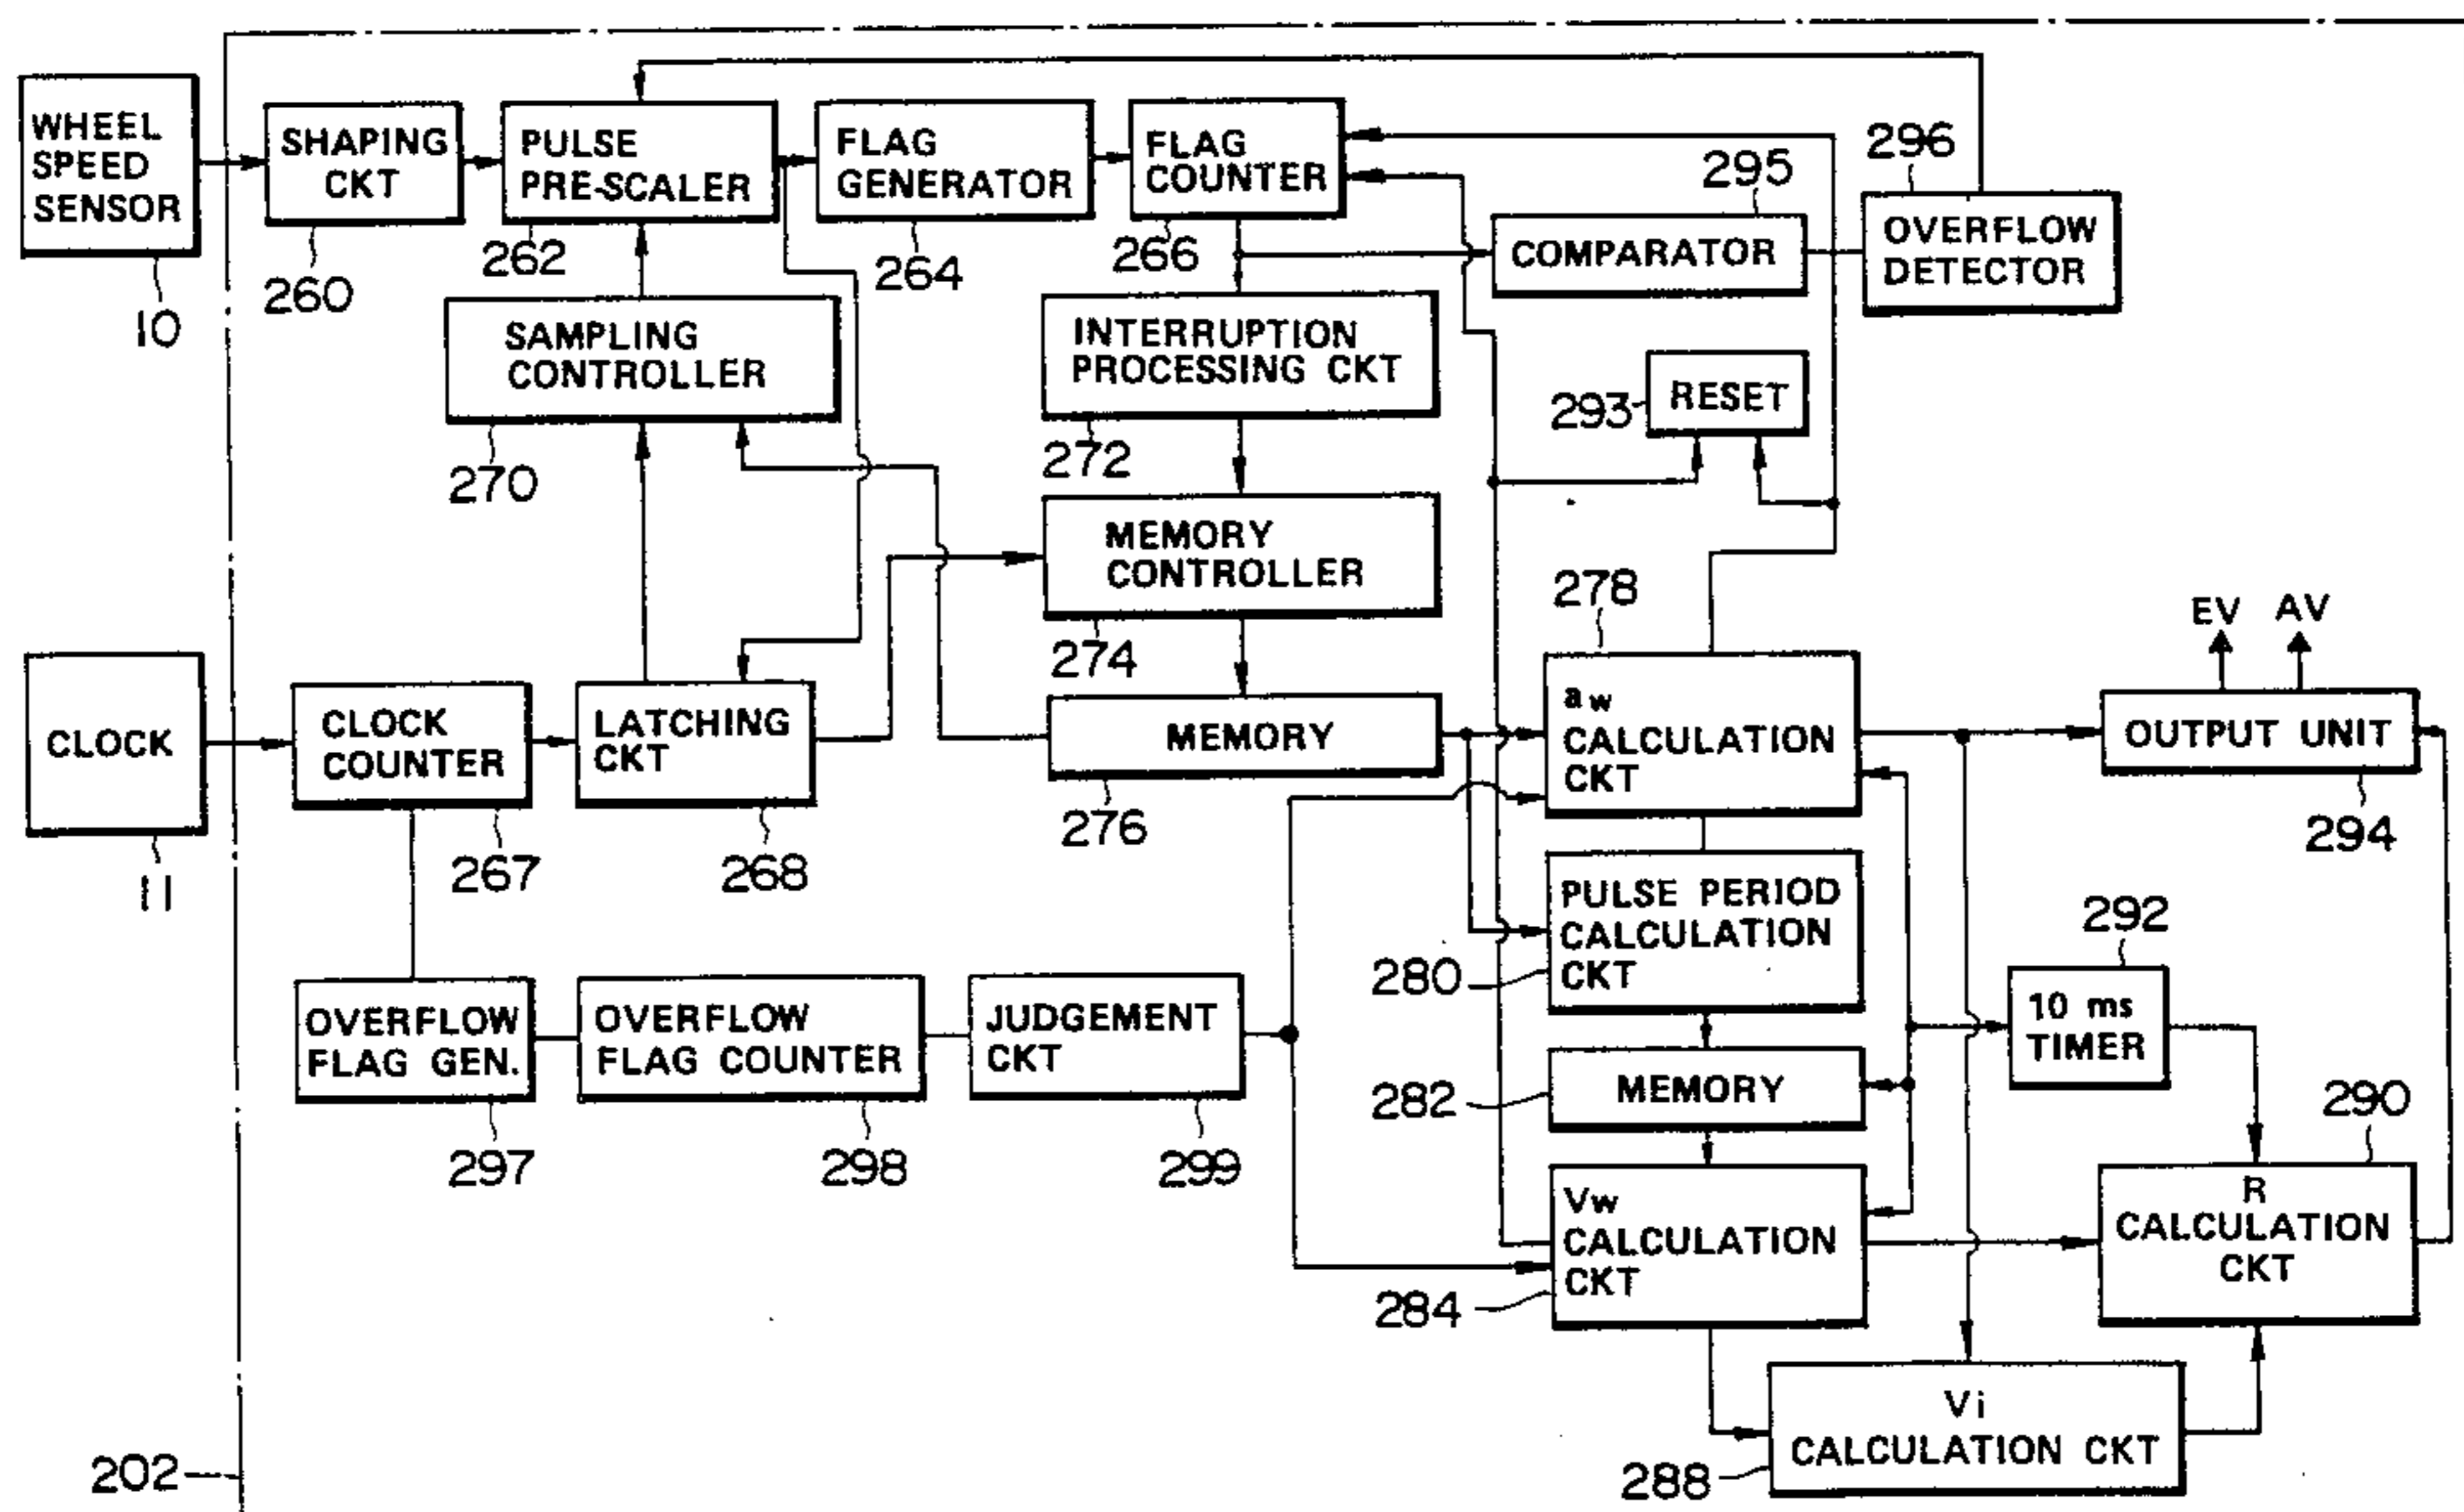 WHEEL
SPEED
SENSOR
10
SHAPING
CKT
260
PULSE
PRE-SCALER
262
FLAG
GENERATOR
264
FLAG
COUNTER
266
COMPARATOR
295
OVERFLOW
DETECTOR
296
SAMPLING
CONTROLLER
270
INTERRUPTION
PROCESSING CKT
272
RESET
293
MEMORY
CONTROLLER
274
CLOCK
11
CLOCK
COUNTER
267
LATCHING
CKT
268
MEMORY
276
278
aw
CALCULATION
CKT
EV
AV
OUTPUT UNIT
294
PULSE PERIOD
CALCULATION
CKT
280
292
10 ms
TIMER
OVERFLOW
FLAG GEN.
297
OVERFLOW
FLAG COUNTER
298
JUDGEMENT
CKT
299
MEMORY
282
290
Vw
CALCULATION
CKT
284
R
CALCULATION
CKT
Vi
CALCULATION CKT
288
202